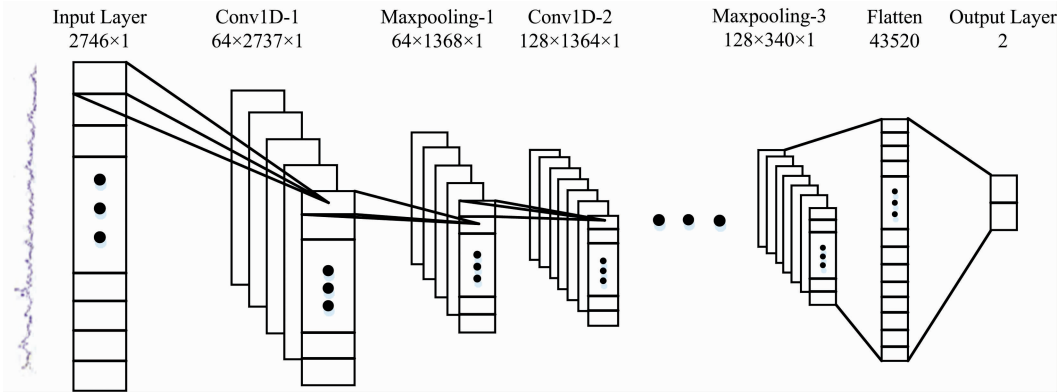 Input Layer
2746×1
Conv1D-1
64×2737×1
Maxpooling-1
64×1368×1
Conv1D-2
128×1364×1
Maxpooling-3
128×340×1
Flatten
43520
Output Layer
2